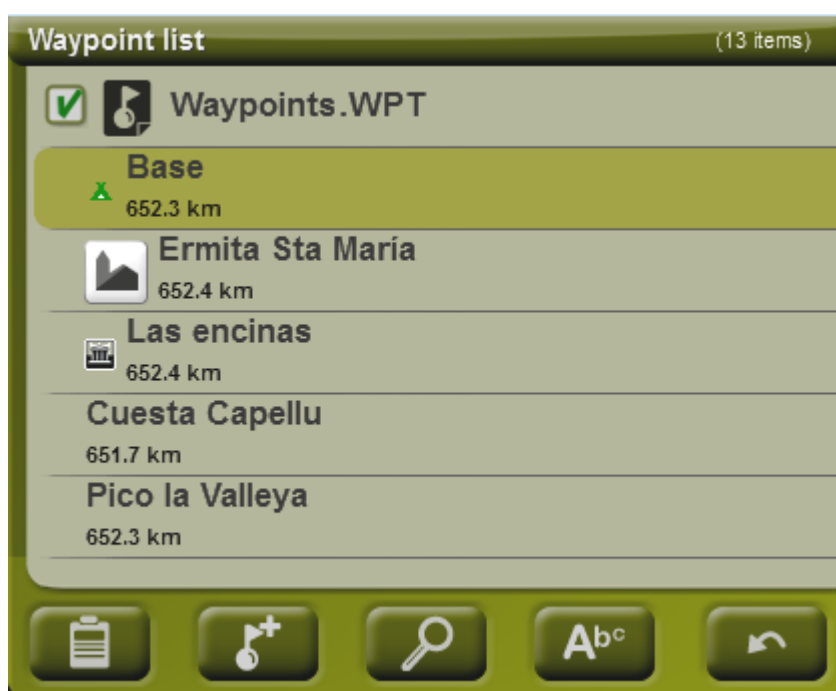 Waypoint list (13 items)
Waypoints.WPT
Base
652.3 km
Ermita Sta María
652.4 km
Las encinas
652.4 km
Cuesta Capellu
651.7 km
Pico la Valleya
652.3 km
Abc